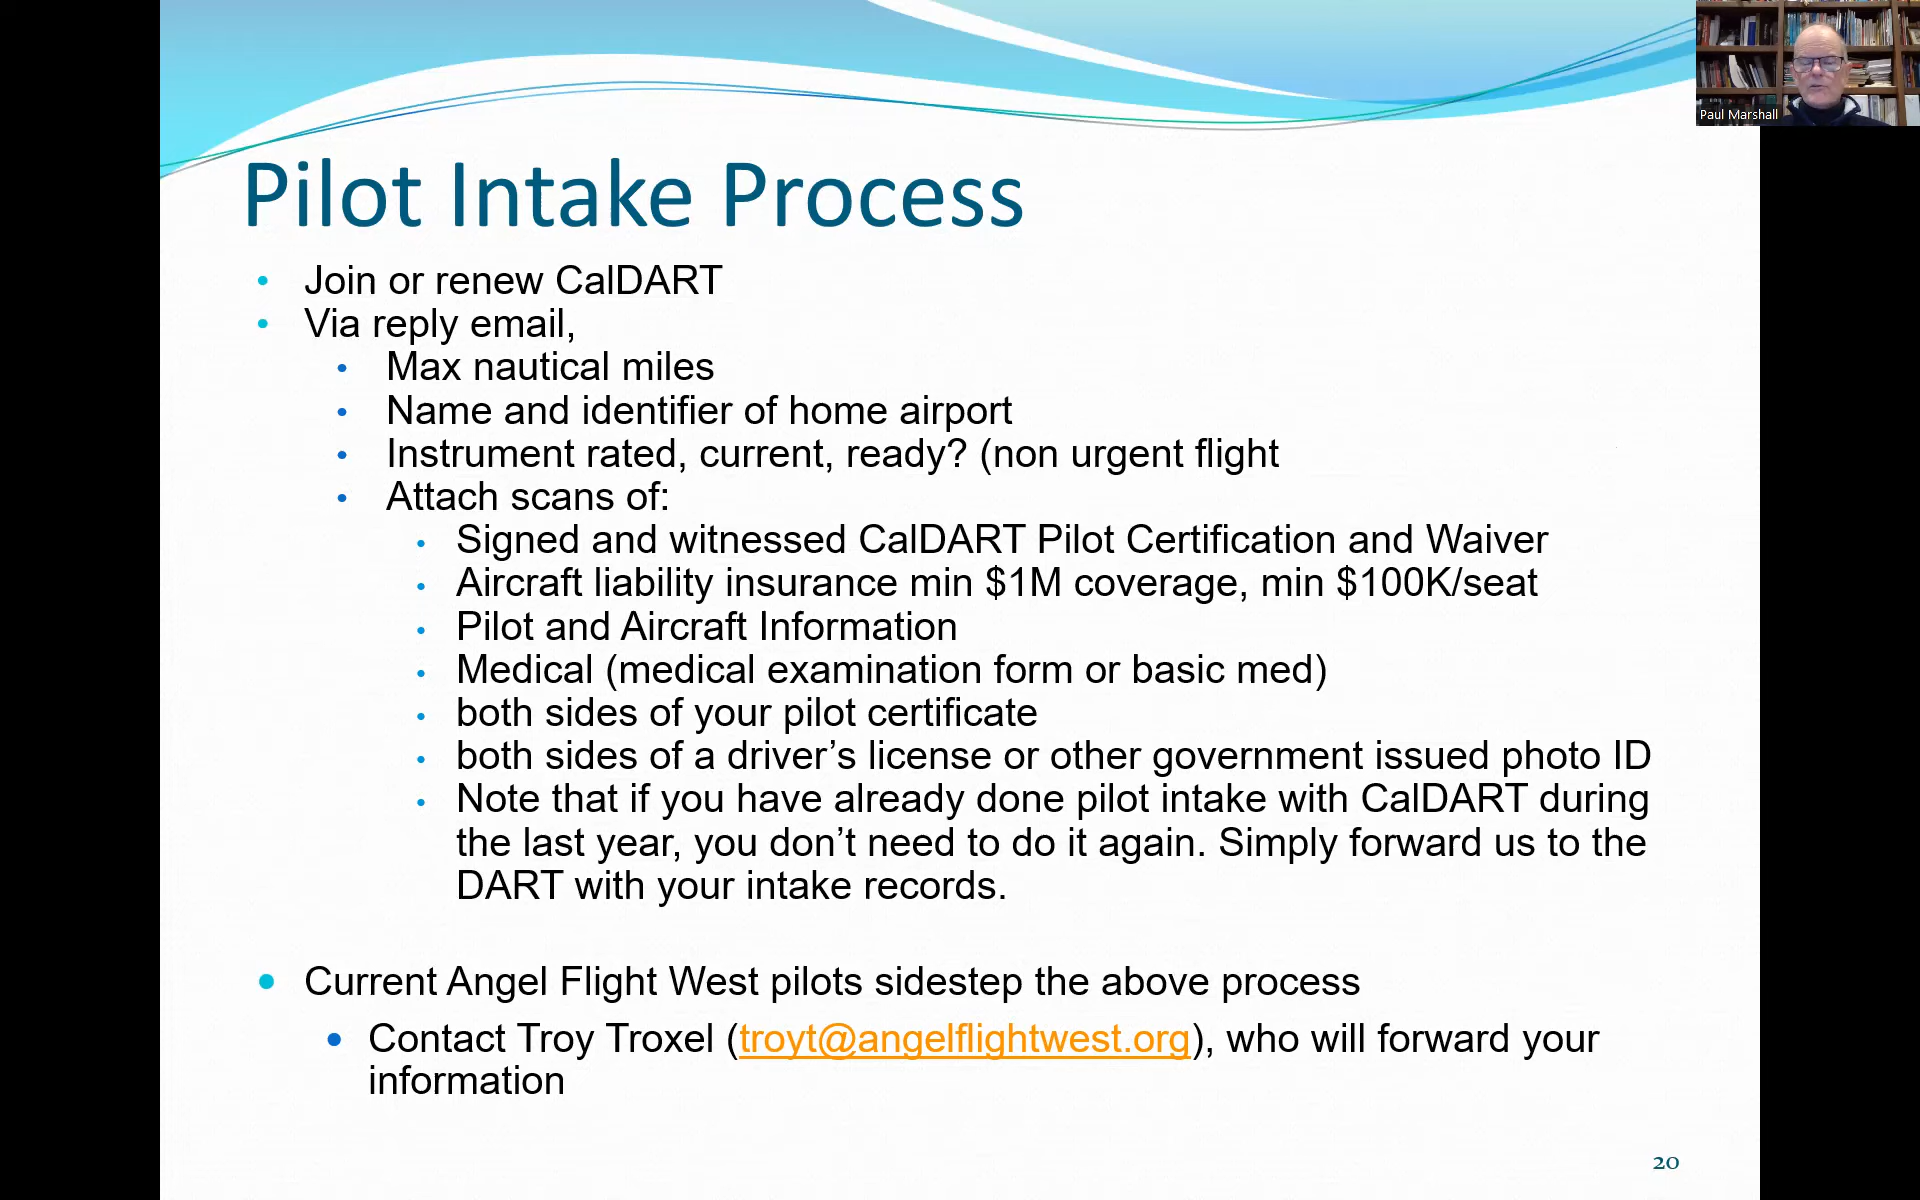 Paul Marshall
Pilot Intake Process
• Join or renew CalDART
• Via reply email,
• Max nautical miles
• Name and identifier of home airport
• Instrument rated, current, ready? (non urgent flight
• Attach scans of:
• Signed and witnessed CalDART Pilot Certification and Waiver
• Aircraft liability insurance min $1M coverage, min $100K/seat
• Pilot and Aircraft Information
• Medical (medical examination form or basic med)
• both sides of your pilot certificate
• both sides of a driver’s license or other government issued photo ID
• Note that if you have already done pilot intake with CalDART during
the last year, you don’t need to do it again. Simply forward us to the
DART with your intake records.
• Current Angel Flight West pilots sidestep the above process
• Contact Troy Troxel (troyt@angelflightwest.org), who will forward your
information
20